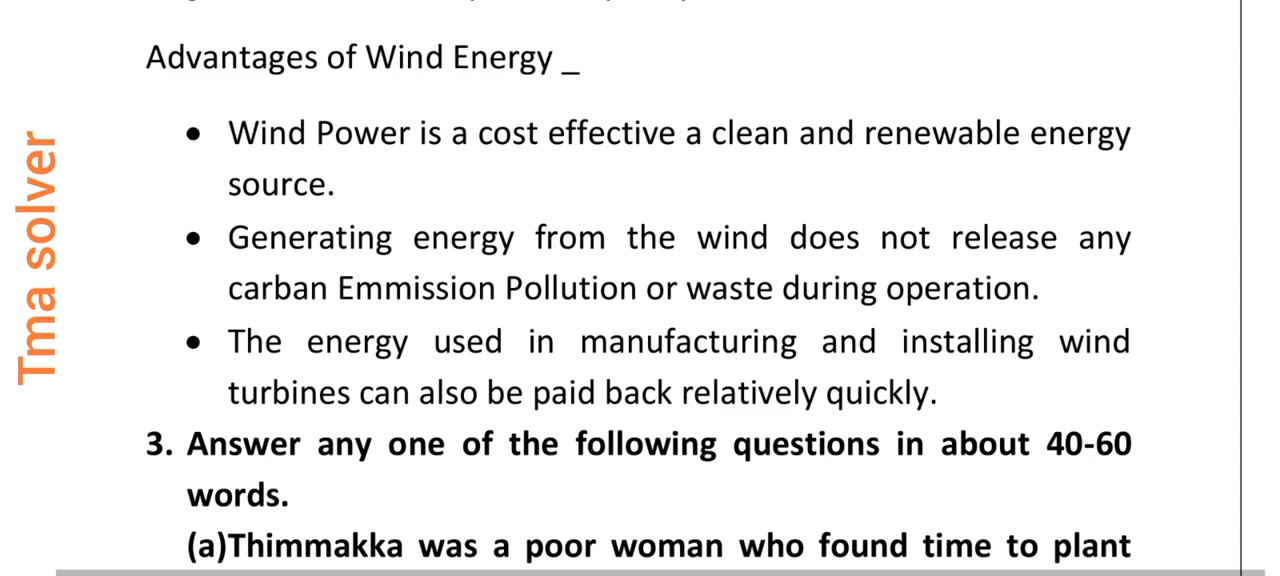 Advantages of Wind Energy _
• Wind Power is a cost effective a clean and renewable energy
source.
• Generating energy from the wind does not release any
carban Emmission Pollution or waste during operation.
• The energy used in manufacturing and installing wind
turbines can also be paid back relatively quickly.
3. Answer any one of the following questions in about 40-60
words.
(a)Thimmakka was a poor woman who found time to plant
Tma solver